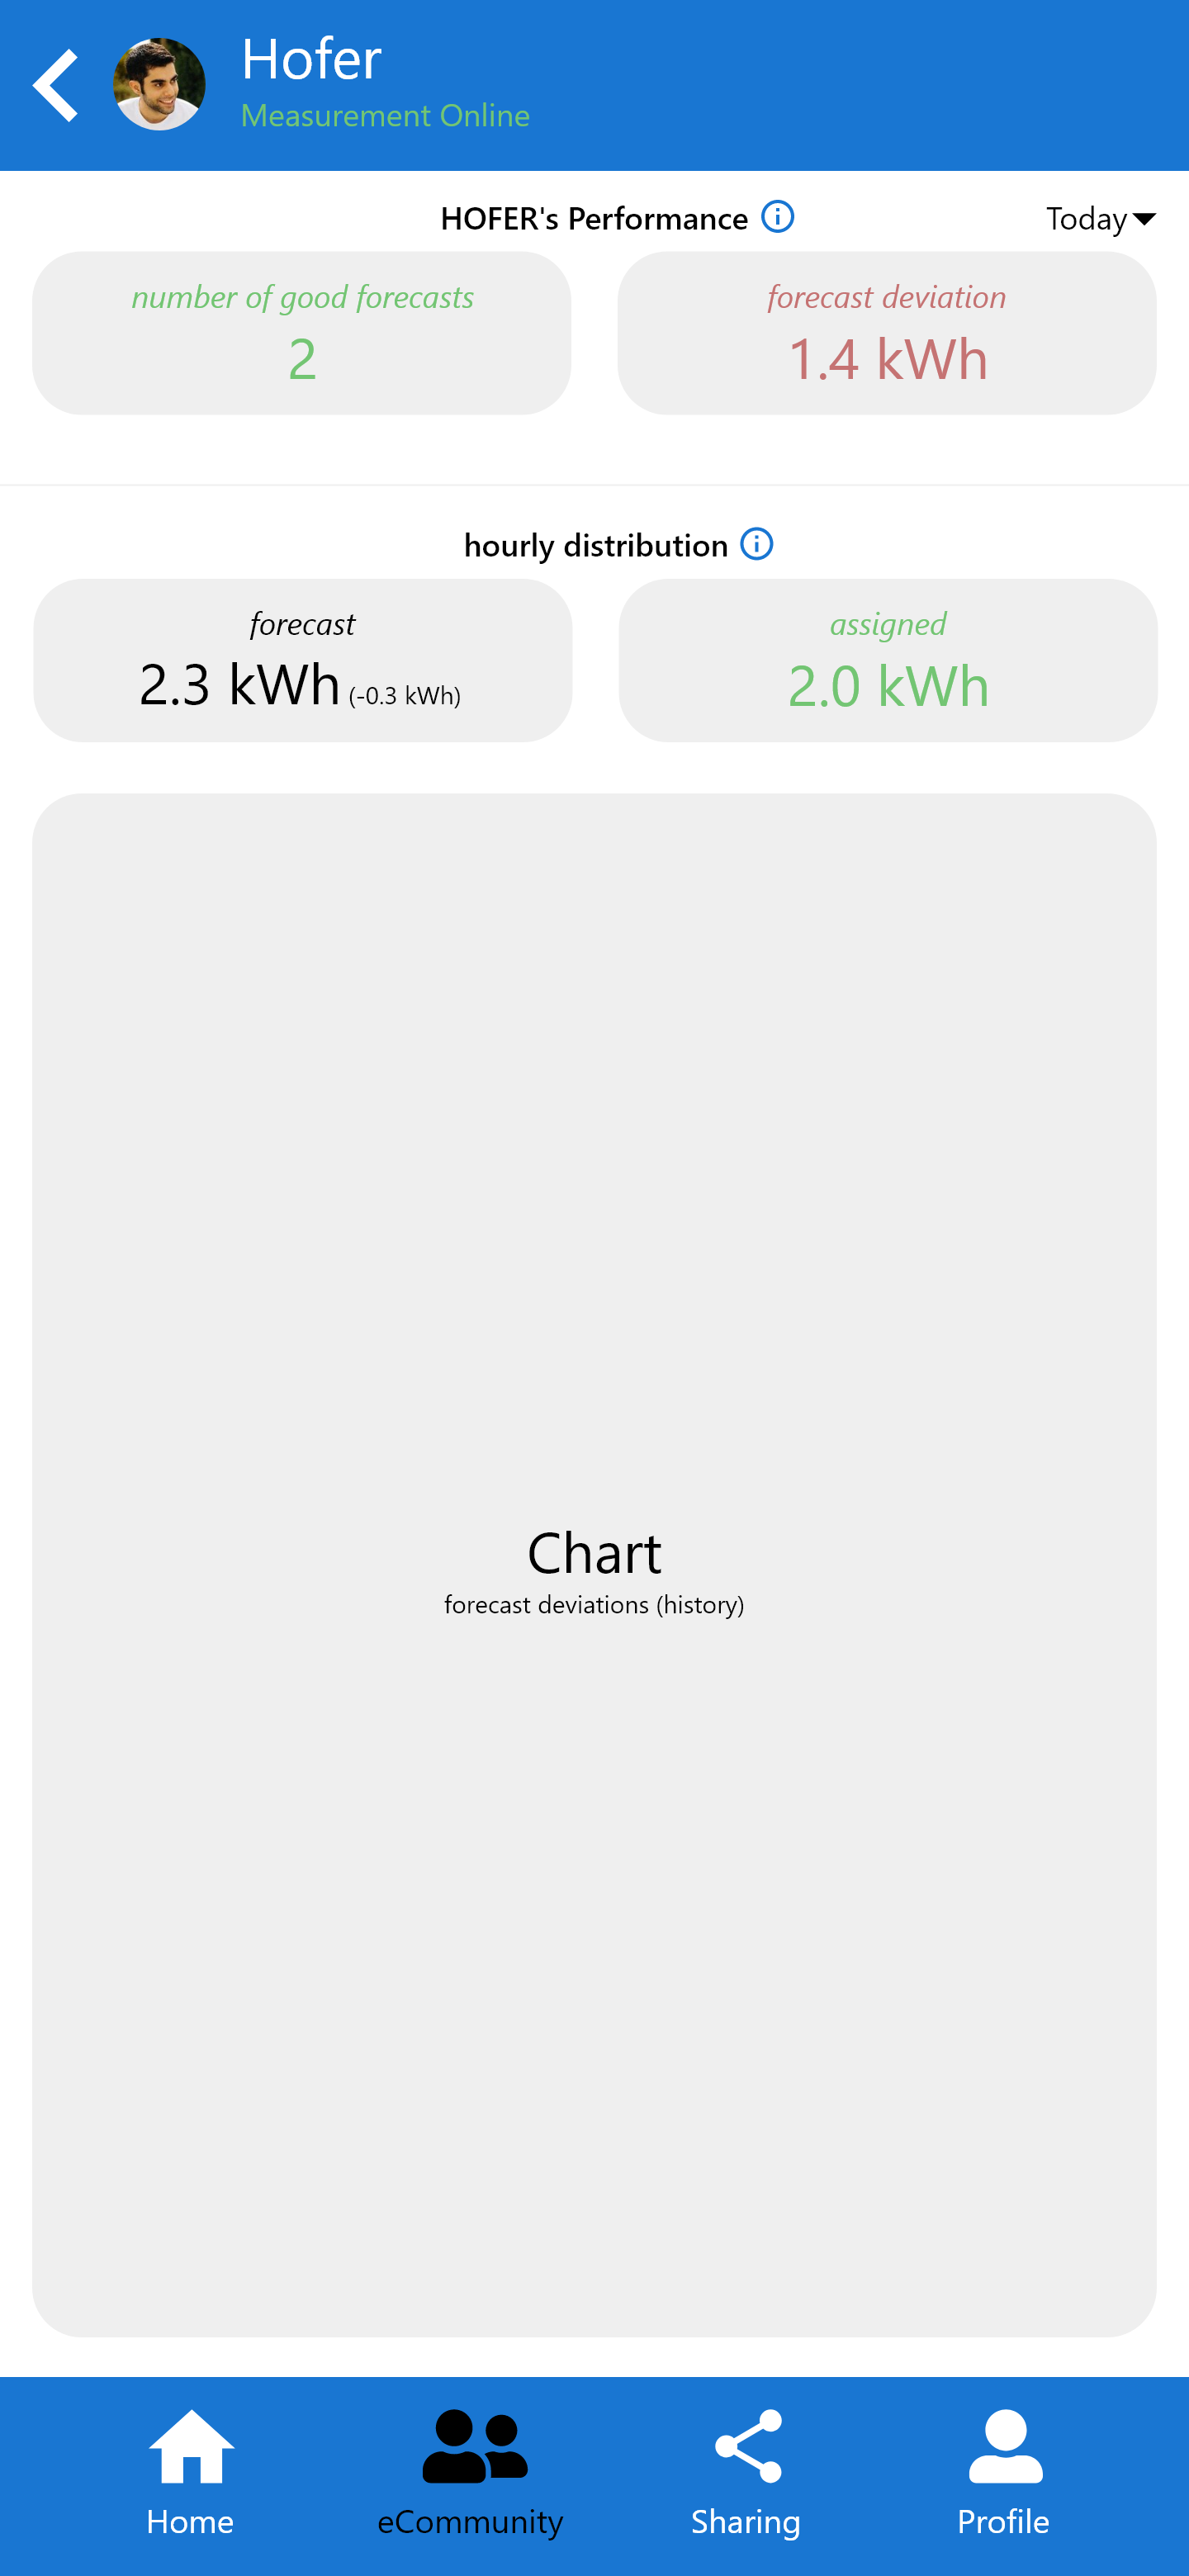 Hofer
Measurement Online
HOFER's Performance
Today
number of good forecasts
2
forecast deviation
1.4 kWh
hourly distribution
forecast
2.3 kWh (-0.3 kWh)
assigned
2.0 kWh
Chart
forecast deviations (history)
Home
eCommunity
Sharing
Profile